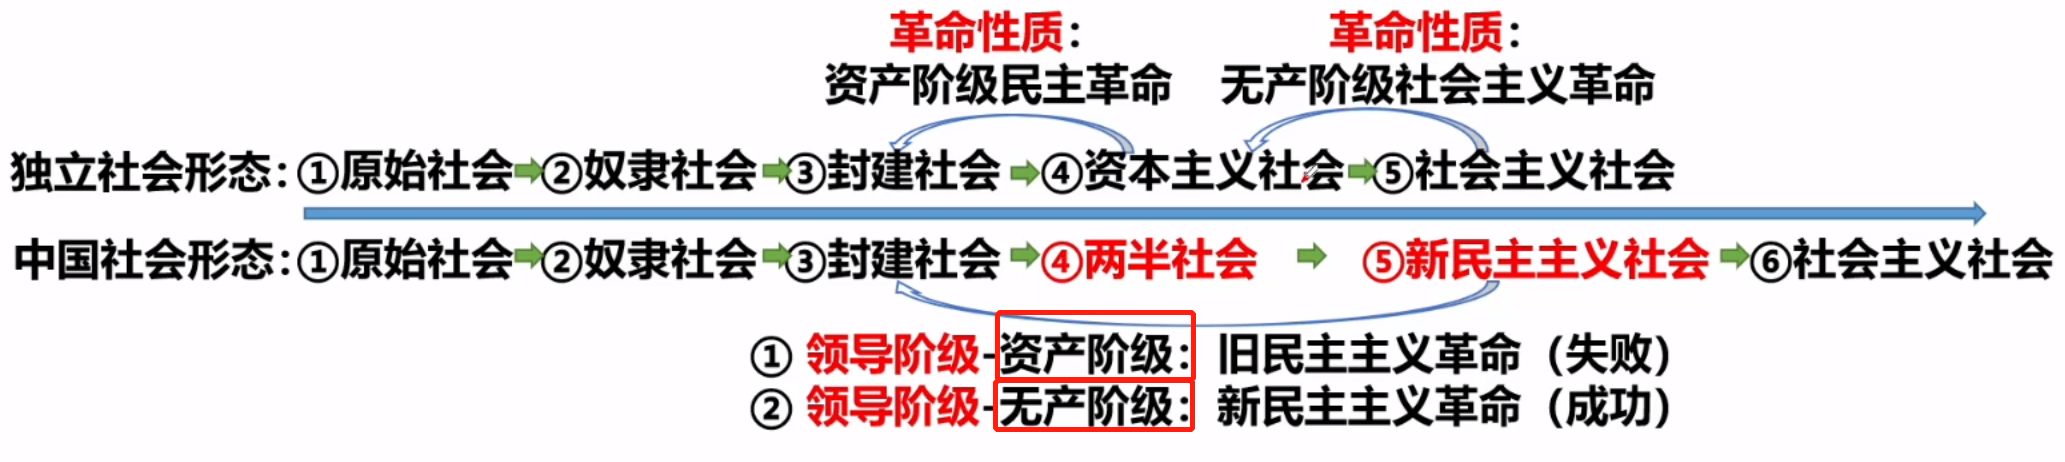 革命性质： 革命性质：
资产阶级民主革命 无产阶级社会主义革命
独立社会形态：①原始社会②奴隶社会③封建社会④资本主义社会⑤社会主义社会
中国社会形态：①原始社会②奴隶社会③封建社会④两半社会⑤新民主主义社会⑥社会主义社会
① 领导阶级-资产阶级：旧民主主义革命（失败）
② 领导阶级-无产阶级：新民主主义革命（成功）